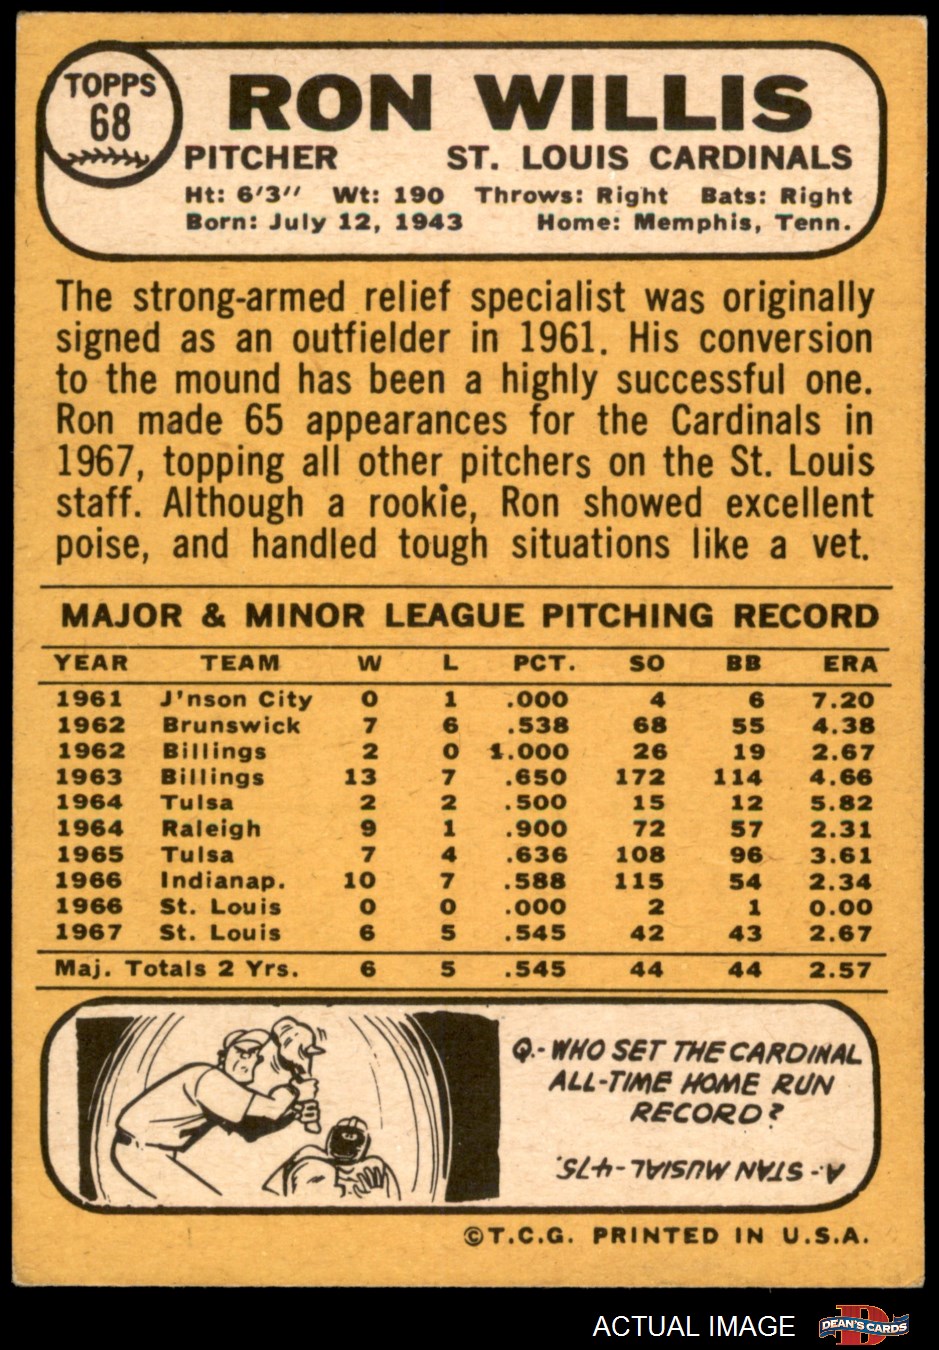 TOPPS
68
RON WILLIS
PITCHER ST. LOUIS CARDINALS
Ht: 6'3'' Wt: 190 Throws: Right Bats: Right
Born: July 12, 1943 Home: Memphis, Tenn.
The strong-armed relief specialist was originally
signed as an outfielder in 1961. His conversion
to the mound has been a highly successful one.
Ron made 65 appearances for the Cardinals in
1967, topping all other pitchers on the St. Louis
staff. Although a rookie, Ron showed excellent
poise, and handled tough situations like a vet.
MAJOR & MINOR LEAGUE PITCHING RECORD
YEAR TEAM W L PCT. SO BB ERA
1961 J'nson City 0 1 .000 4 6 7.20
1962 Brunswick 7 6 .538 68 55 4.38
1962 Billings 2 0 1.000 26 19 2.67
1963 Billings 13 7 .650 172 114 4.66
1964 Tulsa 2 2 .500 15 12 5.82
1964 Raleigh 9 1 .900 72 57 2.31
1965 Tulsa 7 4 .636 108 96 3.61
1966 Indianap. 10 7 .588 115 54 2.34
1966 St. Louis 0 0 .000 2 1 0.00
1967 St. Louis 6 5 .545 42 43 2.67
Maj. Totals 2 Yrs. 6 5 .545 44 44 2.57
Q.- WHO SET THE CARDINAL
ALL-TIME HOME RUN
RECORD?
A- STAN MUSIAL-475.
©T.C.G. PRINTED IN U.S.A.
ACTUAL IMAGE
D
DEAN'S CARDS